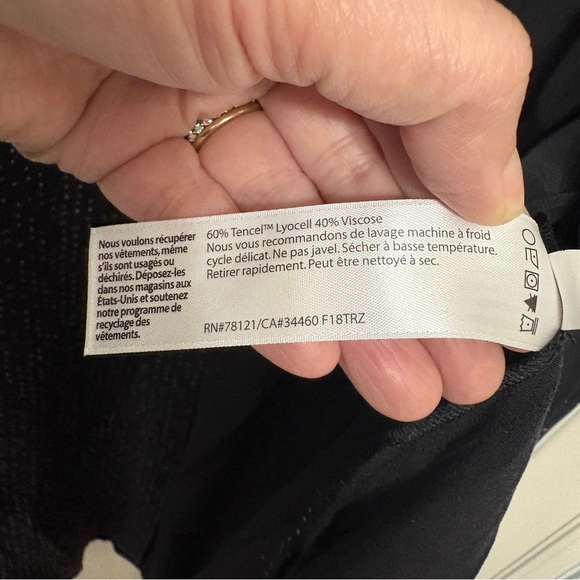 Nous voulons récupérer
nos vêtements, même
s'ils sont usagés ou
déchirés. Déposez-les
dans nos magasins aux
États-Unis et soutenez
notre programme de
recyclage des
vêtements.
60% Tencel™ Lyocell 40% Viscose
Nous vous recommandons de lavage machine à froid
cycle délicat. Ne pas javel. Sécher à basse température.
Retirer rapidement. Peut être nettoyé à sec.
RN#78121/CA#34460 F18TRZ